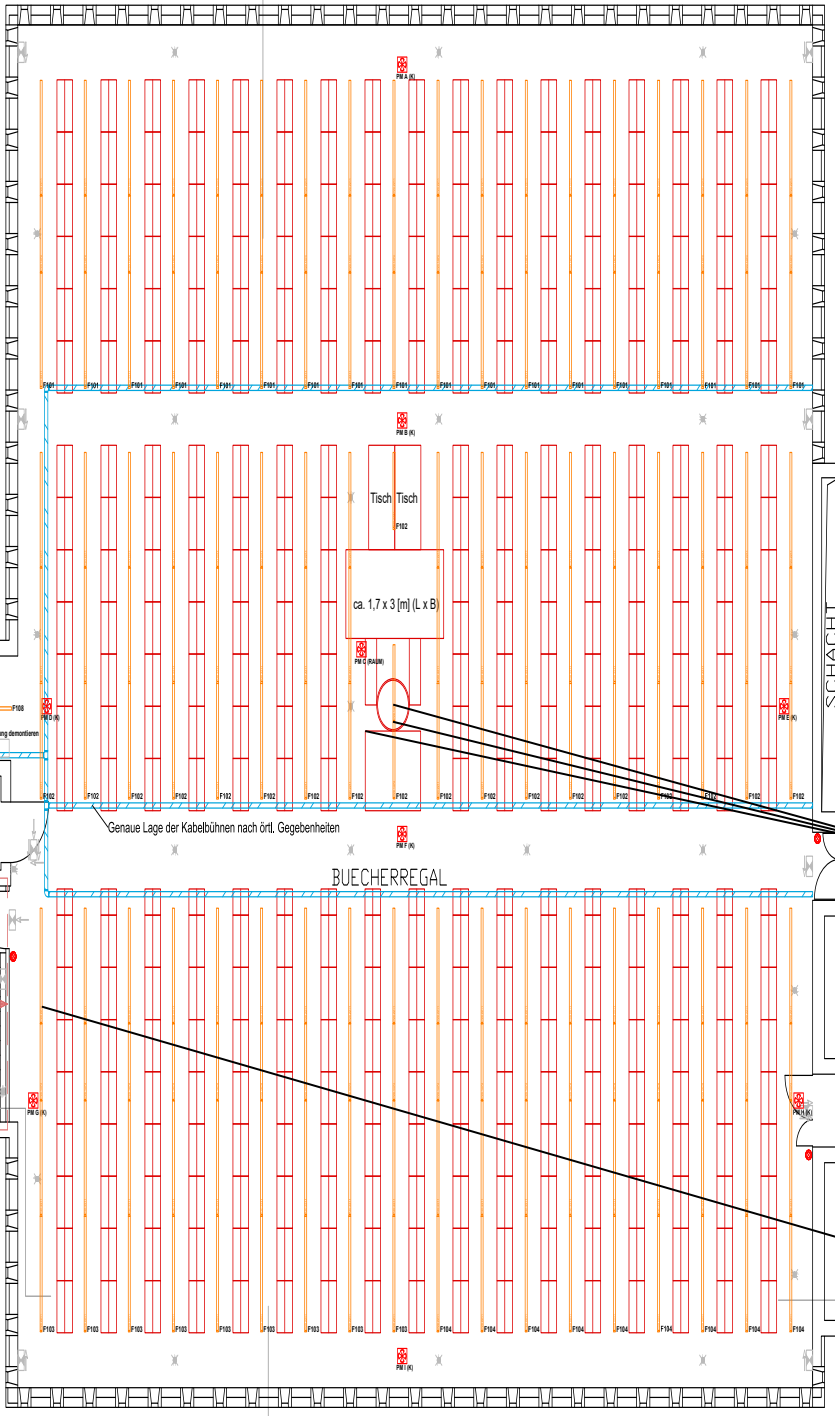 PM A (K)
F101 F101 F101 F101 F101 F101 F101 F101 F101 F101 F101 F101 F101 F101 F101 F101 F101 F101
PM B (K)
Tisch Tisch
F102
ca. 1,7 x 3 [m] (L x B)
SCHACHT
PM C (RAUM)
F108
PM D (K)
PM E (K)
ung demontieren
F102 F102 F102 F102 F102 F102 F102 F102 F102 F102 F102 F102 F102 F102 F102 F102 F102 F102
Genaue Lage der Kabelbühnen nach örtl. Gegebenheiten
PM F (K)
BUECHERREGAL
PM G (K)
PM H (K)
F103 F103 F103 F103 F103 F103 F103 F103 F103 F104 F104 F104 F104 F104 F104 F104 F104 F104
PM I (K)